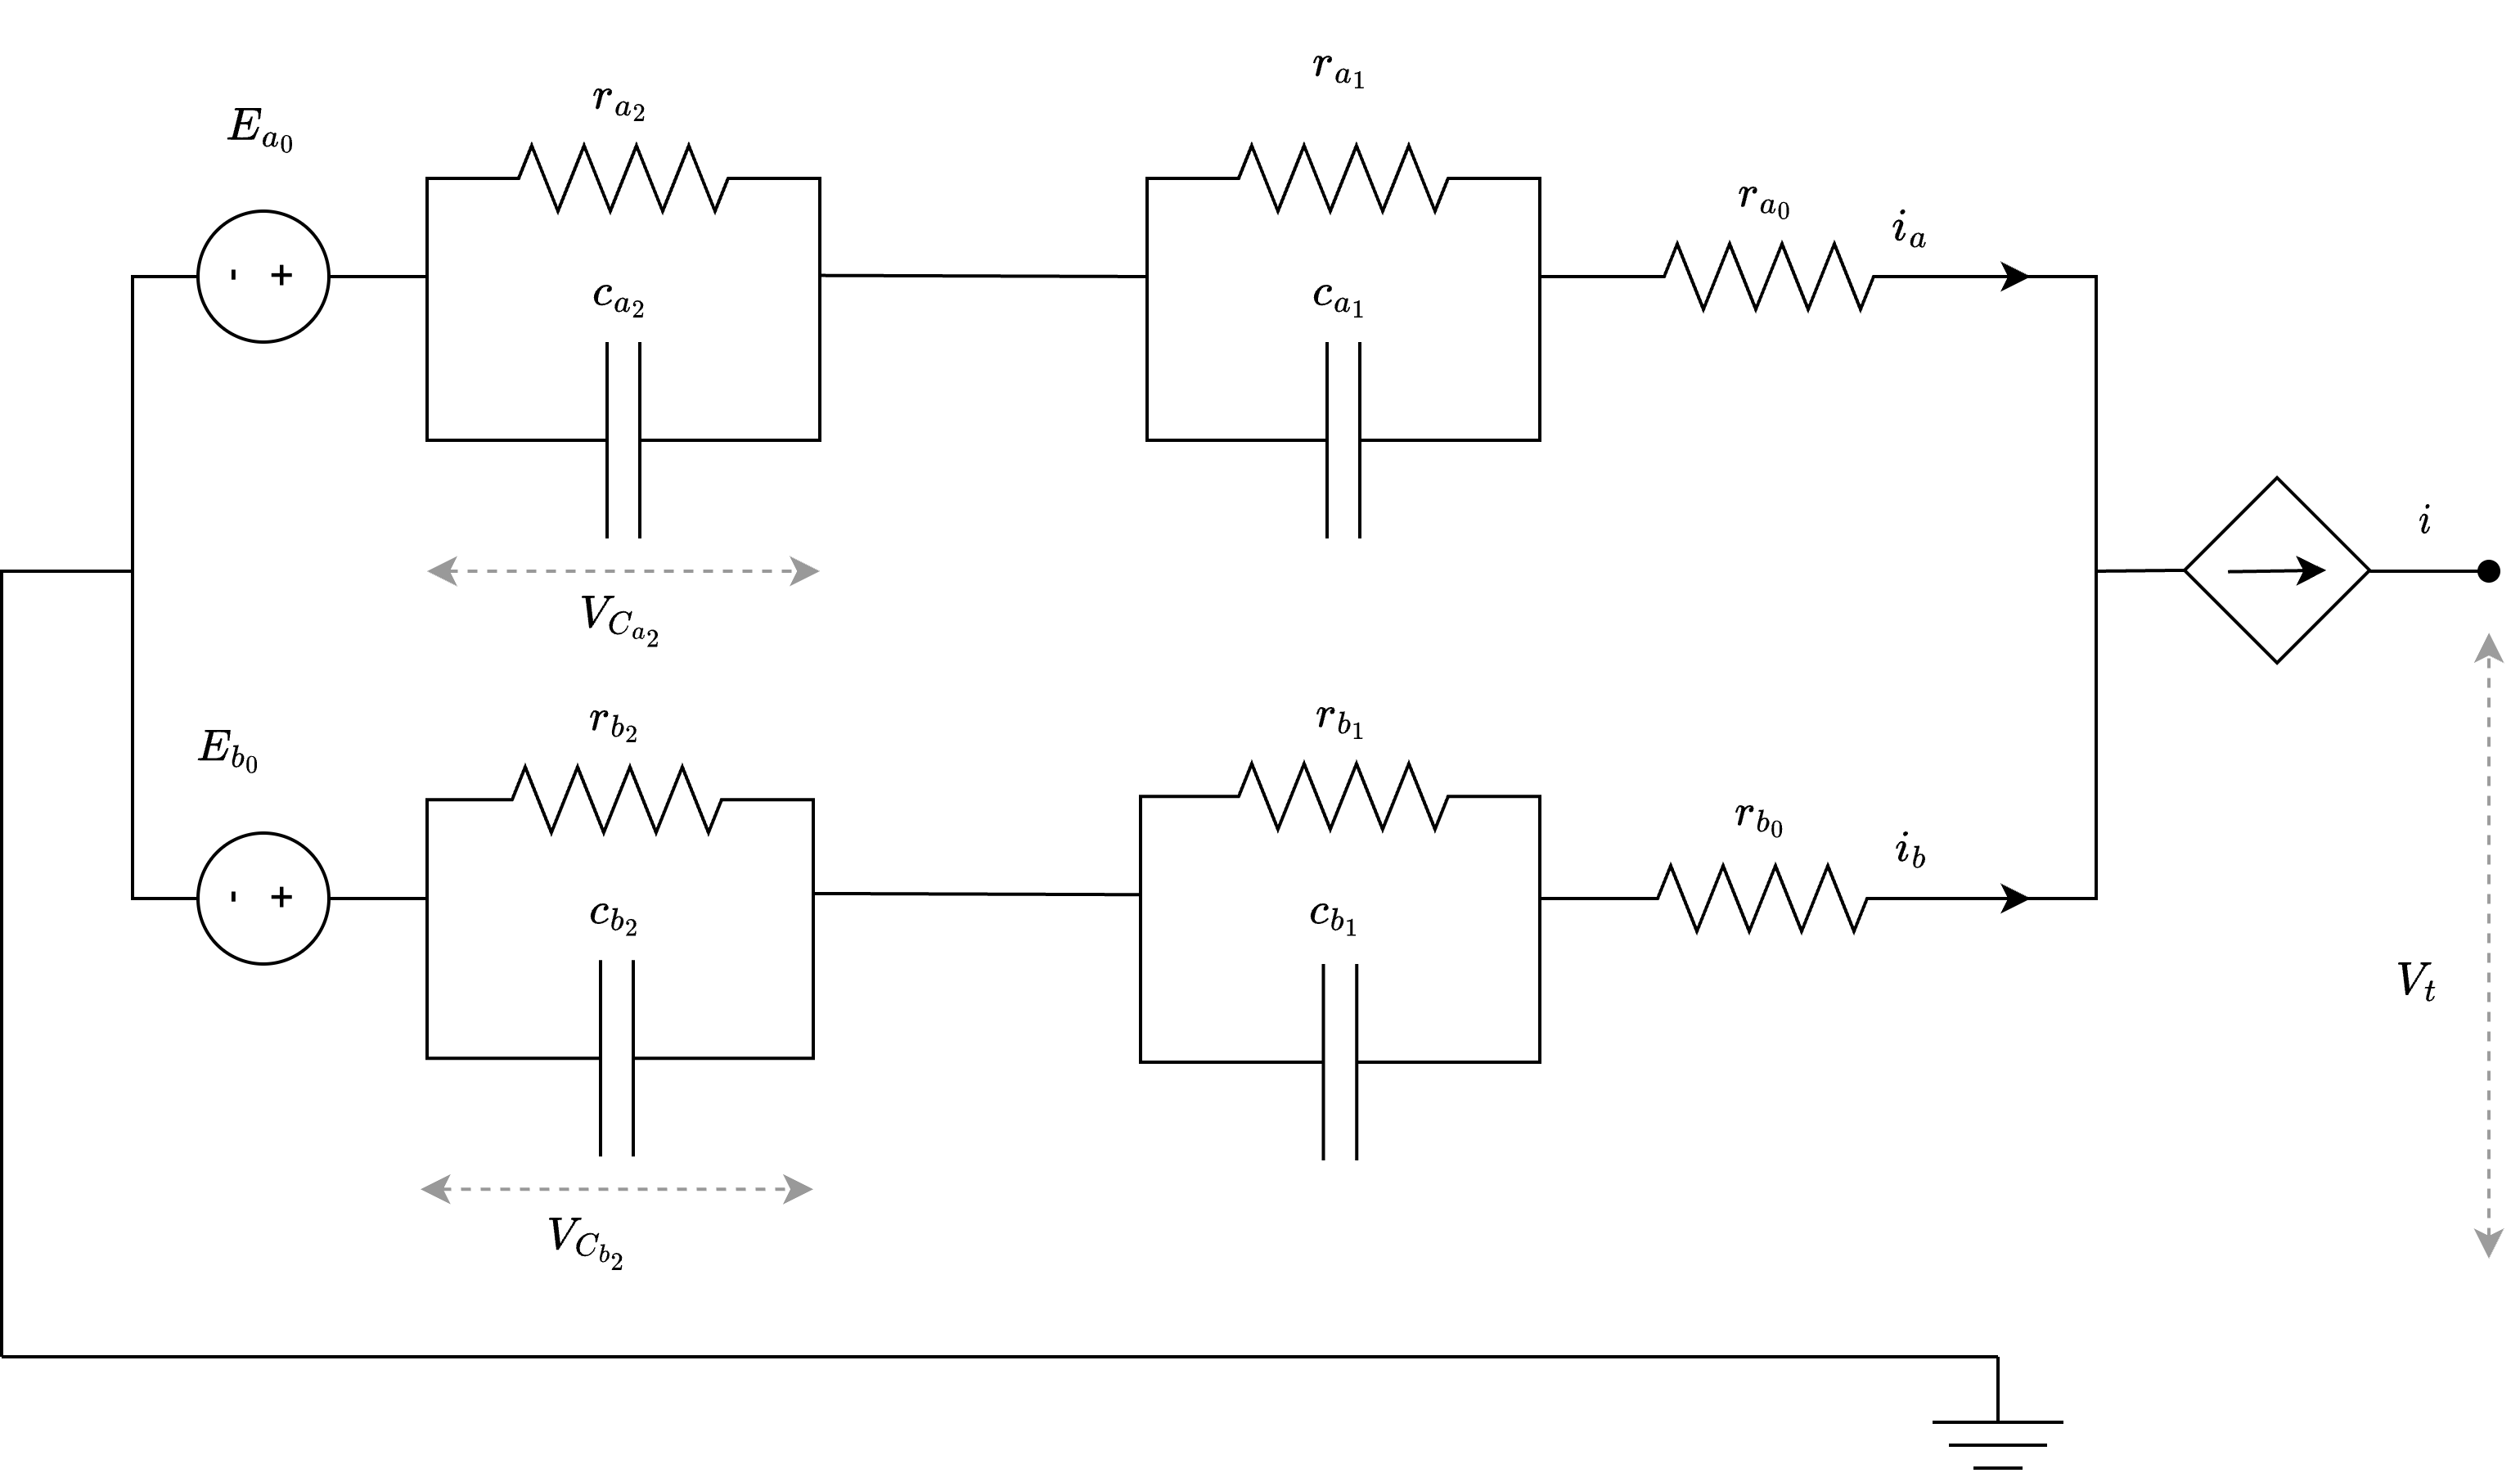 r_{a_1}
r_{a_2}
E_{a_0}
r_{a_0}
i_a
c_{a_2}
c_{a_1}
- +
i
V_{C_{a_2}}
r_{b_2}
r_{b_1}
E_{b_0}
r_{b_0}
i_b
- +
c_{b_2}
c_{b_1}
V_t
V_{C_{b_2}}